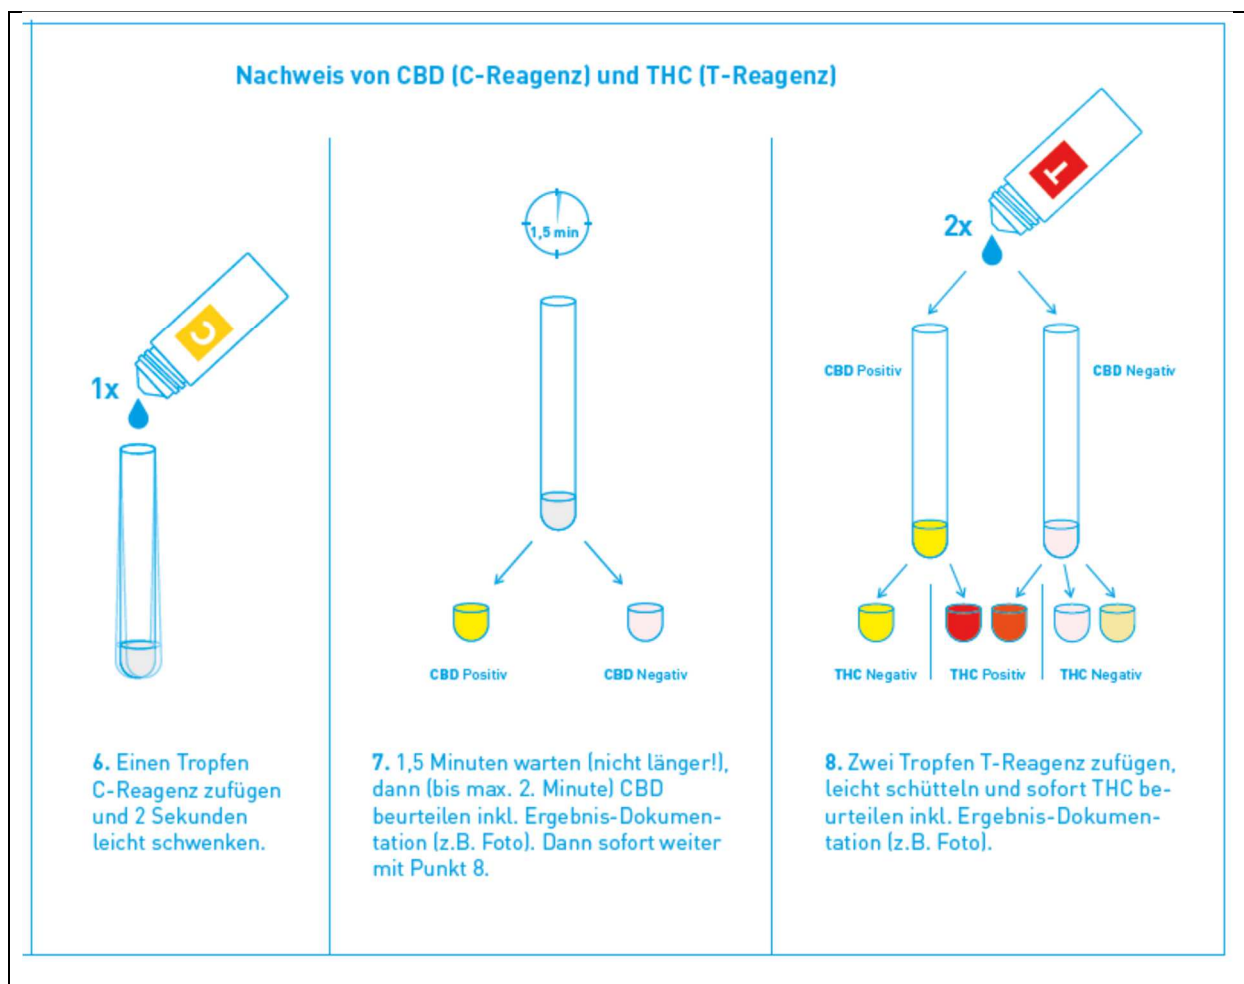 Nachweis von CBD (C-Reagenz) und THC (T-Reagenz)
C
1x
6. Einen Tropfen
C-Reagenz zufügen
und 2 Sekunden
leicht schwenken.
1,5 min
CBD Positiv
CBD Negativ
7. 1,5 Minuten warten (nicht länger!),
dann (bis max. 2. Minute) CBD
beurteilen inkl. Ergebnis-Dokumen-
tation (z.B. Foto). Dann sofort weiter
mit Punkt 8.
T
2x
CBD Positiv
CBD Negativ
THC Negativ
THC Positiv
THC Negativ
8. Zwei Tropfen T-Reagenz zufügen,
leicht schütteln und sofort THC be-
urteilen inkl. Ergebnis-Dokumen-
tation (z.B. Foto).